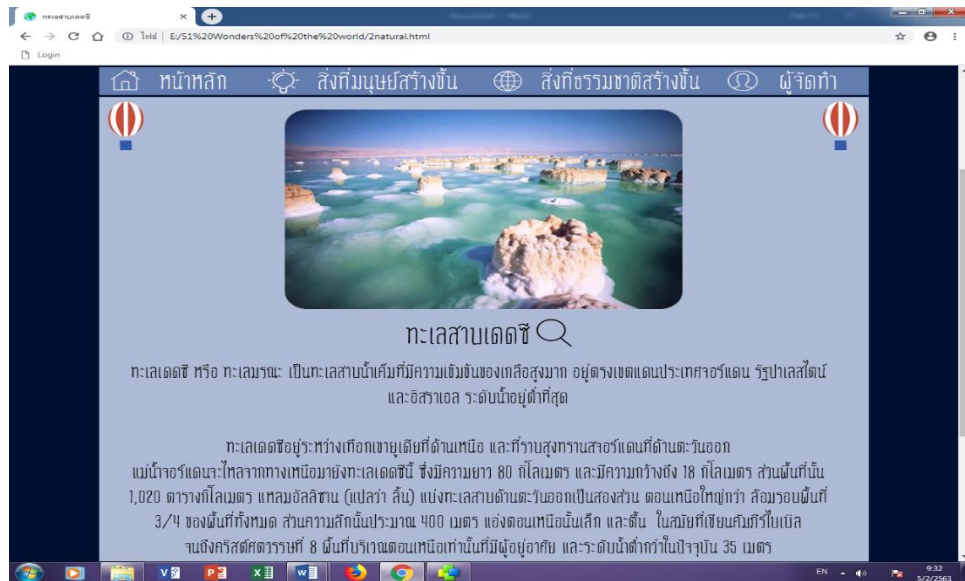 ทะเลสาบเดดซี
ไฟล์ | E:/51%20Wonders%20of%20the%20world/2natural.html
Login
หน้าหลัก สิ่งที่มนุษย์สร้างขึ้น สิ่งที่ธรรมชาติสร้างขึ้น ผู้จัดทำ
ทะเลสาบเดดซี
ทะเลเดดซี หรือ ทะเลมรณะ เป็นทะเลสาบน้ำเค็มที่มีความเข้มข้นของเกลือสูงมาก อยู่ตรงเขตแดนประเทศจอร์แดน รัฐปาเลสไตน์
และอิสราเอล ระดับน้ำอยู่ต่ำที่สุด
ทะเลเดดซีอยู่ระหว่างเทือกเขายูเดียที่ด้านเหนือ และที่ราบสูงทรานสจอร์แดนที่ด้านตะวันออก
แม่น้ำจอร์แดนจะไหลจากทางเหนือมายังทะเลเดดซีนี้ ซึ่งมีความยาว 80 กิโลเมตร และมีความกว้างถึง 18 กิโลเมตร ส่วนพื้นที่นั้น
1,020 ตารางกิโลเมตร แหลมอัลลิซาน (แปลว่า ลิ้น) แบ่งทะเลสาบด้านตะวันออกเป็นสองส่วน ตอนเหนือใหญ่กว่า ล้อมรอบพื้นที่
3/4 ของพื้นที่ทั้งหมด ส่วนความลึกนั้นประมาณ 400 เมตร แอ่งตอนเหนือนั้นเล็ก และตื้น ในสมัยที่เขียนคัมภีร์ไบเบิล
จนถึงคริสต์ศตวรรษที่ 8 พื้นที่บริเวณตอนเหนือเท่านั้นที่มีผู้อยู่อาศัย และระดับน้ำต่ำกว่าในปัจจุบัน 35 เมตร
EN
9:32
5/2/2563